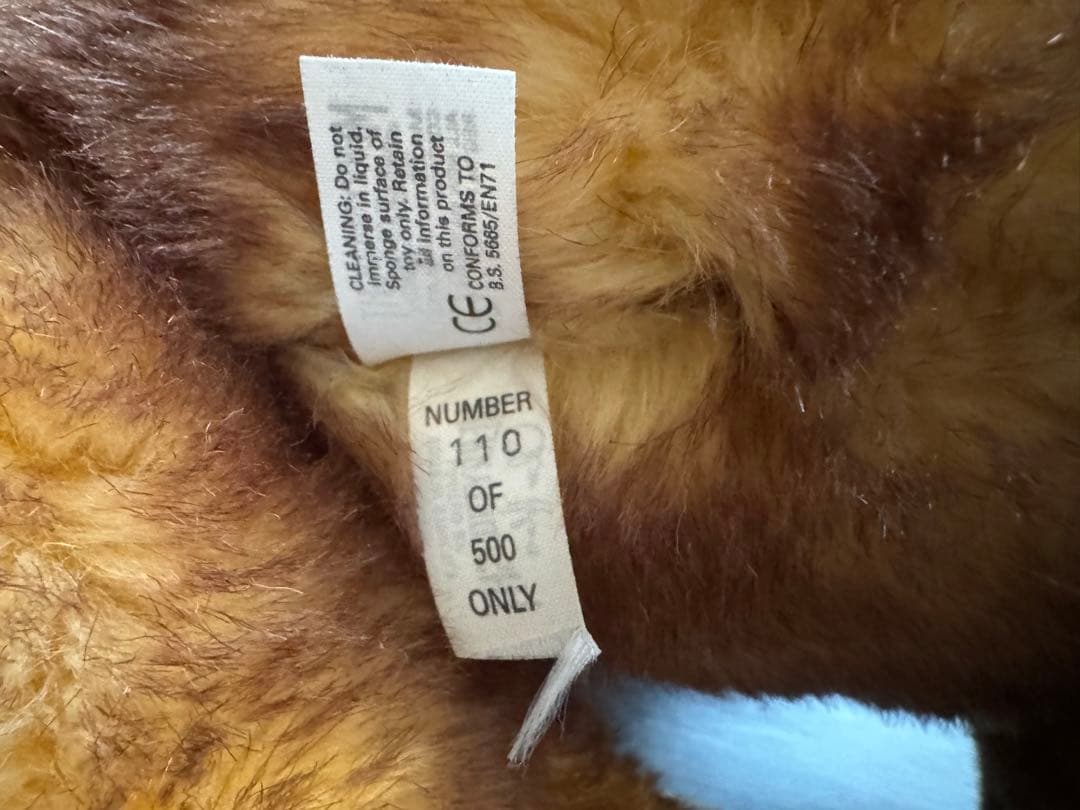 CLEANING: Do not
immerse in liquid.
Sponge surface of
toy only. Retain
all information
on this product
CE CONFORMS TO
B.S. 5665/EN71
NUMBER
110
OF
500
ONLY